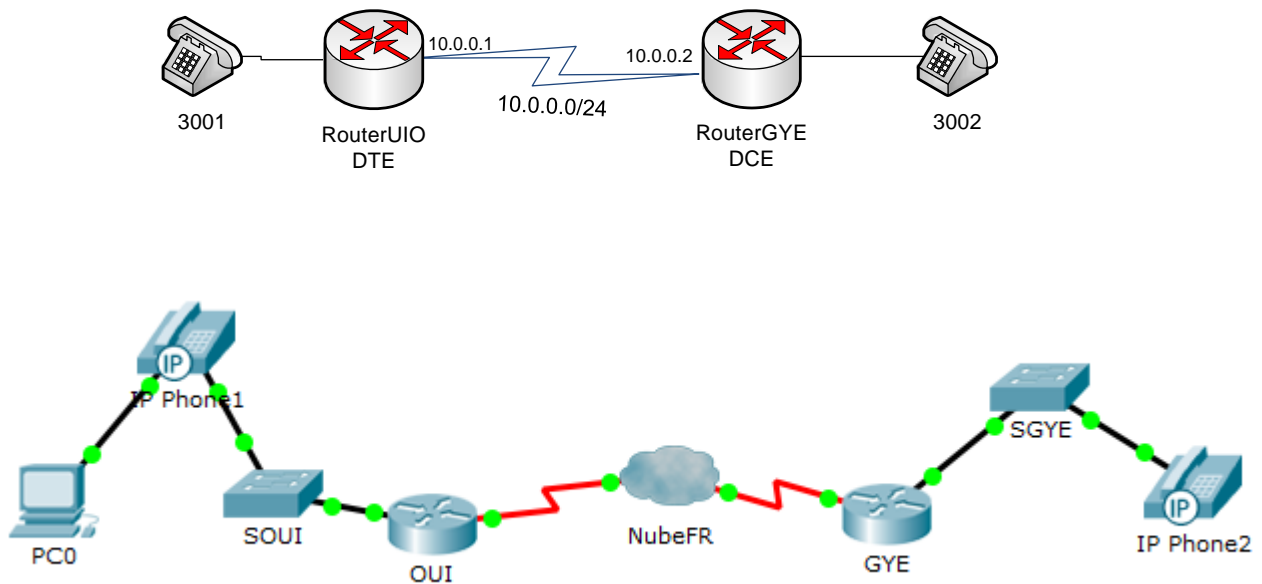 10.0.0.1
10.0.0.2
10.0.0.0/24
3001
RouterUIO
DTE
RouterGYE
DCE
3002
IP
IP Phone1
SGYE
PC0
SOUI
OUI
NubeFR
GYE
IP
IP Phone2